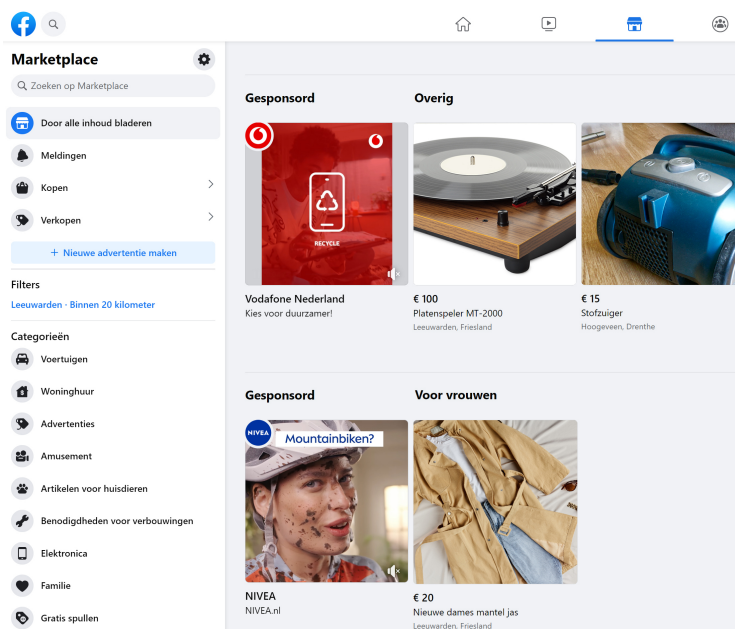 Marketplace
Zoeken op Marketplace
Door alle inhoud bladeren
Meldingen
Kopen
Verkopen
+ Nieuwe advertentie maken
Filters
Leeuwarden · Binnen 20 kilometer
Categorieën
Voertuigen
Woninghuur
Advertenties
Amusement
Artikelen voor huisdieren
Benodigdheden voor verbouwingen
Elektronica
Familie
Gratis spullen
Gesponsord
Overig
RECYCLE
Vodafone Nederland
Kies voor duurzamer!
€ 100
Platenspeler MT-2000
Leeuwarden, Friesland
€ 15
Stofzuiger
Hoogeveen, Drenthe
Gesponsord
Voor vrouwen
NIVEA
Mountainbiken?
NIVEA
NIVEA.nl
€ 20
Nieuwe dames mantel jas
Leeuwarden, Friesland